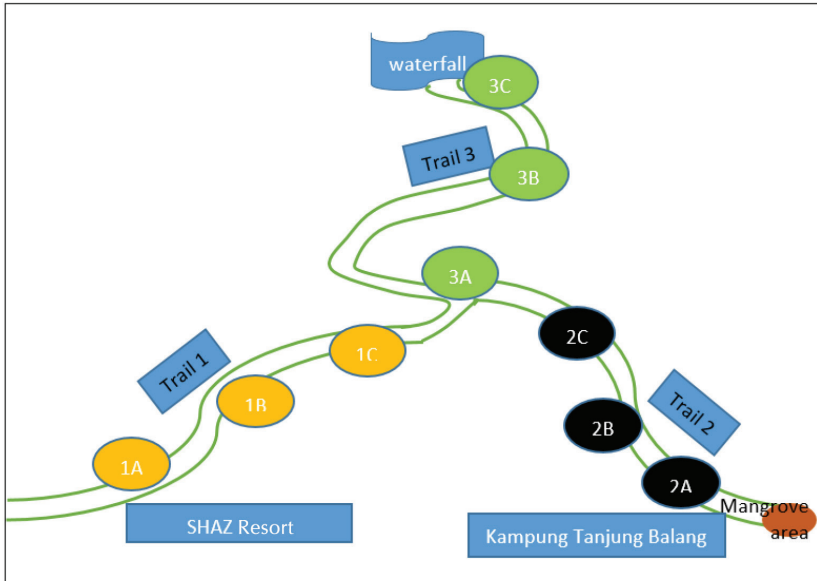 waterfall
3C
Trail 3
3B
3A
2C
1C
Trail 1
Trail 2
1B
2B
1A
2A
Mangrove
area
SHAZ Resort
Kampung Tanjung Balang